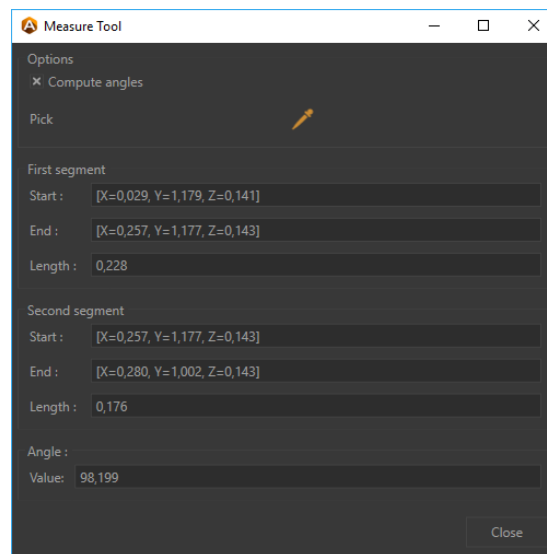 Measure Tool
Options
Compute angles
Pick
First segment
Start : [X=0,029, Y=1,179, Z=0,141]
End : [X=0,257, Y=1,177, Z=0,143]
Length : 0,228
Second segment
Start : [X=0,257, Y=1,177, Z=0,143]
End : [X=0,280, Y=1,002, Z=0,143]
Length : 0,176
Angle :
Value: 98,199
Close